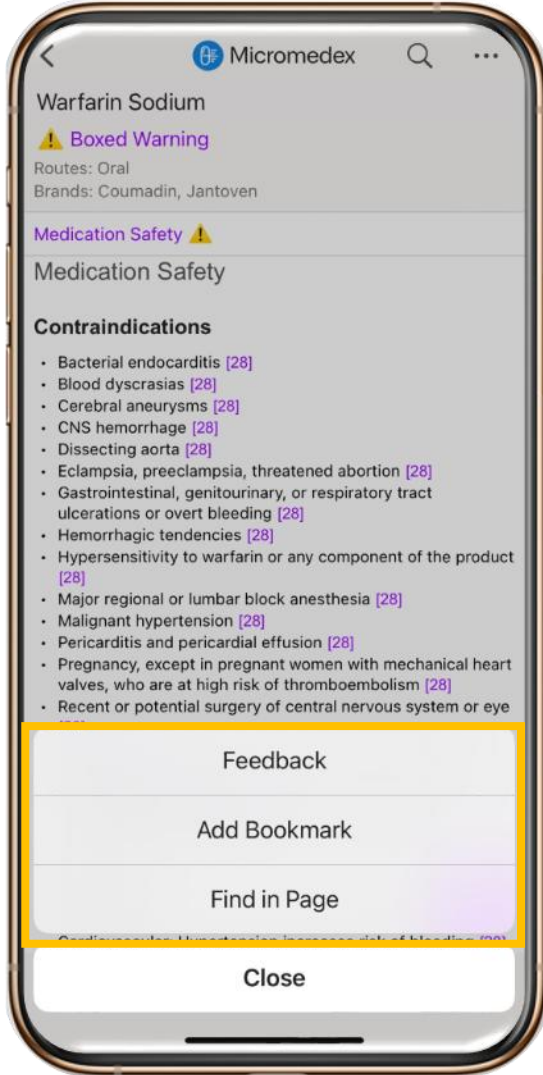 Micromedex
Warfarin Sodium
Boxed Warning
Routes: Oral
Brands: Coumadin, Jantoven
Medication Safety
Medication Safety
Contraindications
• Bacterial endocarditis [28]
• Blood dyscrasias [28]
• Cerebral aneurysms [28]
• CNS hemorrhage [28]
• Dissecting aorta [28]
• Eclampsia, preeclampsia, threatened abortion [28]
• Gastrointestinal, genitourinary, or respiratory tract
ulcerations or overt bleeding [28]
• Hemorrhagic tendencies [28]
• Hypersensitivity to warfarin or any component of the product
[28]
• Major regional or lumbar block anesthesia [28]
• Malignant hypertension [28]
• Pericarditis and pericardial effusion [28]
• Pregnancy, except in pregnant women with mechanical heart
valves, who are at high risk of thromboembolism [28]
• Recent or potential surgery of central nervous system or eye
Feedback
Add Bookmark
Find in Page
Close